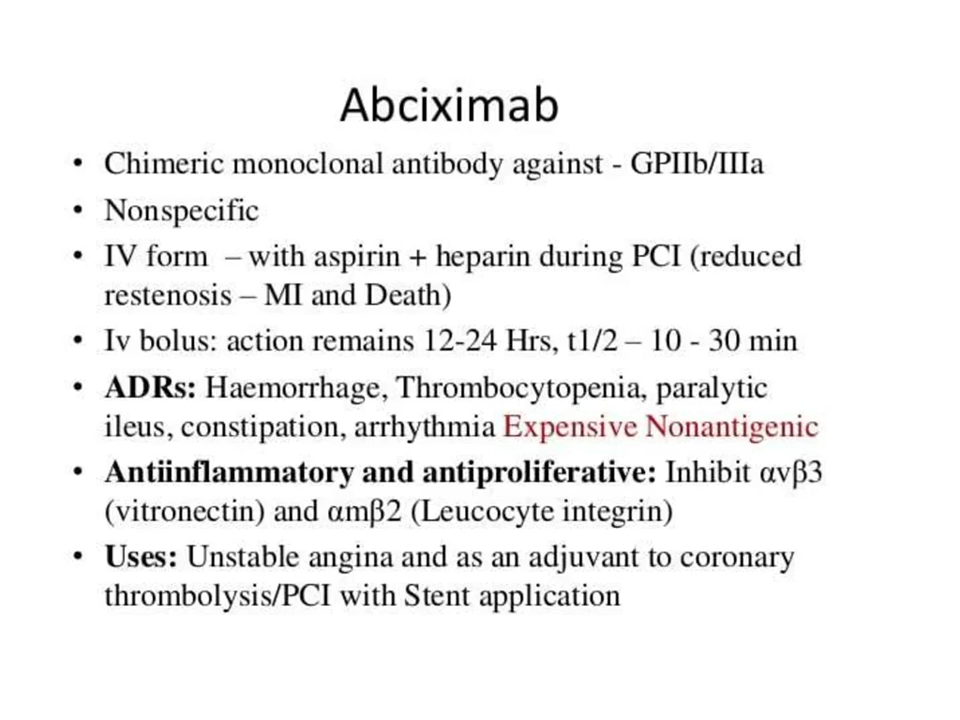 Abciximab
• Chimeric monoclonal antibody against - GPIIb/IIIa
• Nonspecific
• IV form – with aspirin + heparin during PCI (reduced
restenosis – MI and Death)
• Iv bolus: action remains 12-24 Hrs, t1/2 – 10 - 30 min
• ADRs: Haemorrhage, Thrombocytopenia, paralytic
ileus, constipation, arrhythmia Expensive Nonantigenic
• Antiinflammatory and antiproliferative: Inhibit αvβ3
(vitronectin) and αmβ2 (Leucocyte integrin)
• Uses: Unstable angina and as an adjuvant to coronary
thrombolysis/PCI with Stent application